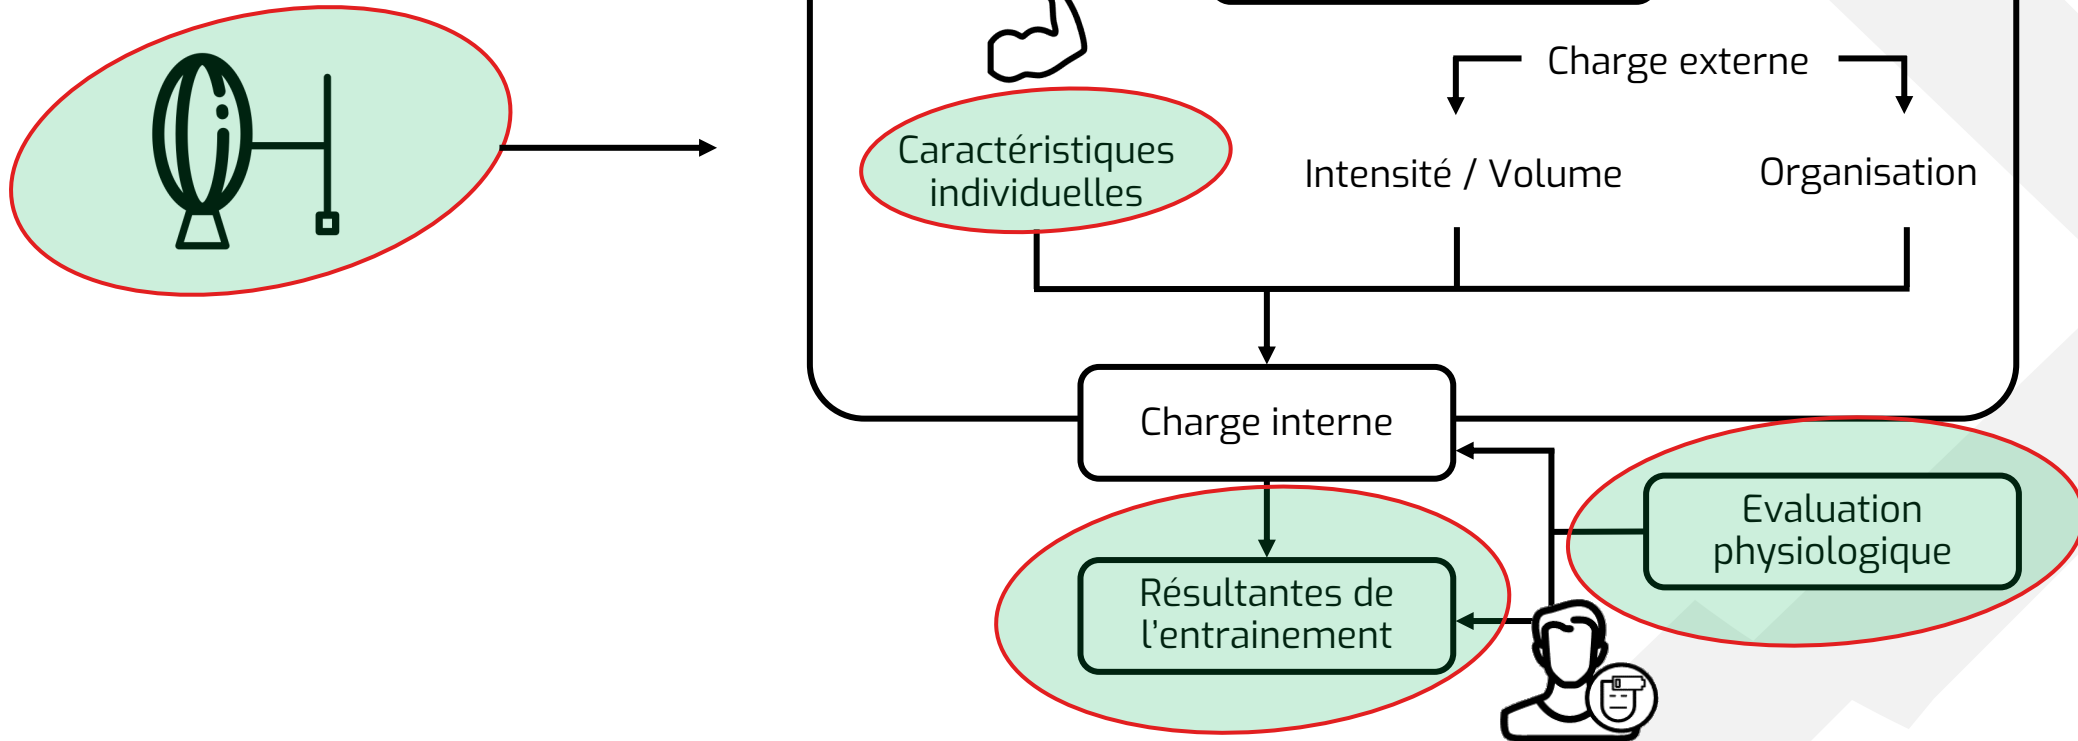 Charge externe
Caractéristiques
individuelles
Intensité / Volume
Organisation
Charge interne
Evaluation
physiologique
Résultantes de
l'entrainement